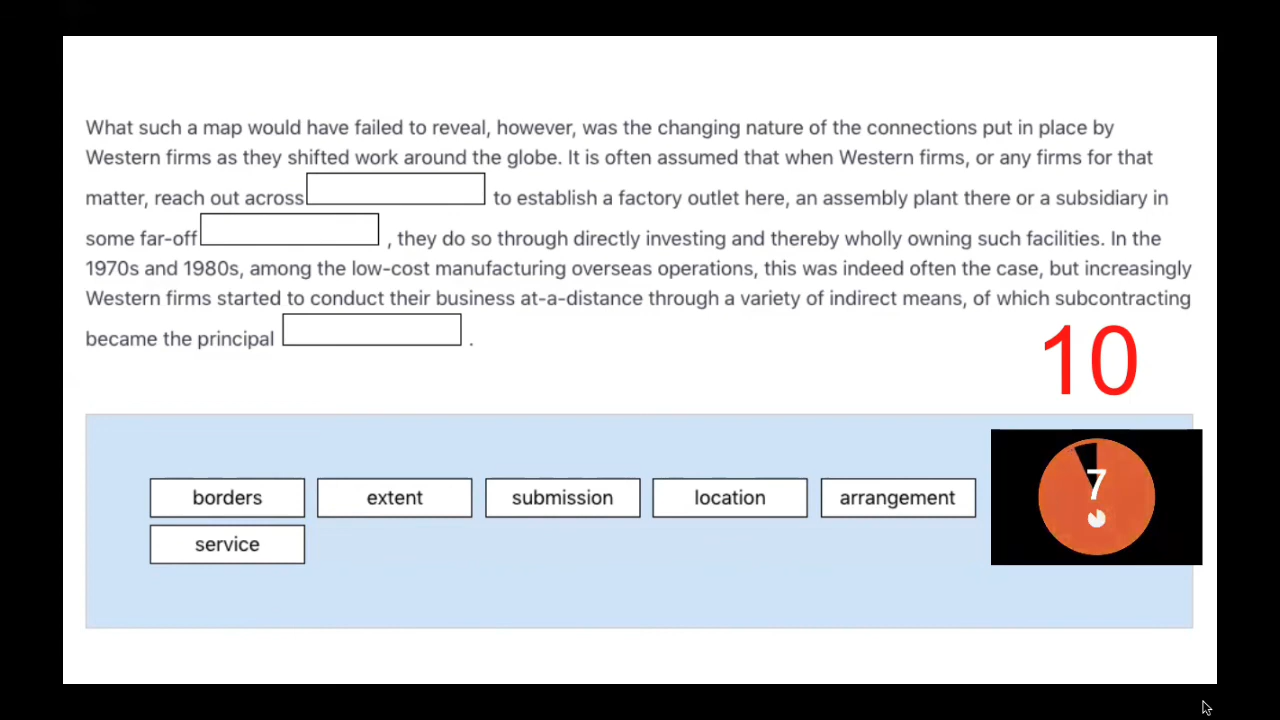 What such a map would have failed to reveal, however, was the changing nature of the connections put in place by
Western firms as they shifted work around the globe. It is often assumed that when Western firms, or any firms for that
matter, reach out across to establish a factory outlet here, an assembly plant there or a subsidiary in
some far-off , they do so through directly investing and thereby wholly owning such facilities. In the
1970s and 1980s, among the low-cost manufacturing overseas operations, this was indeed often the case, but increasingly
Western firms started to conduct their business at-a-distance through a variety of indirect means, of which subcontracting
became the principal .
10
borders extent submission location arrangement
7
service